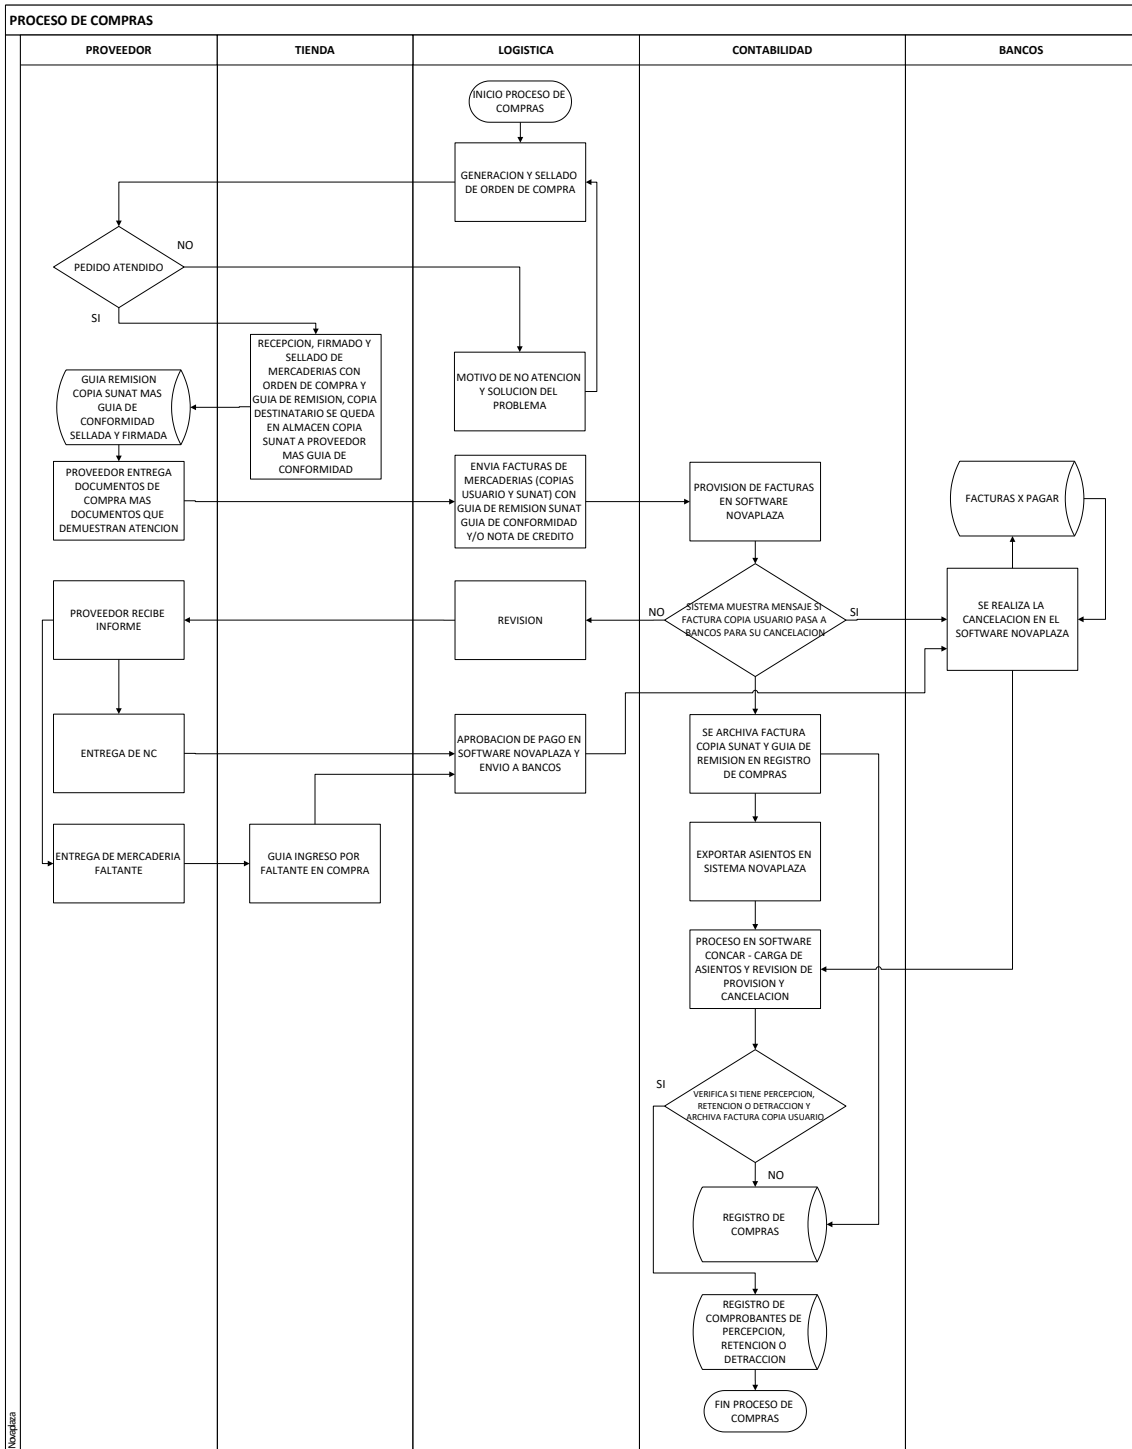 PROCESO DE COMPRAS
PROVEEDOR
TIENDA
LOGISTICA
CONTABILIDAD
BANCOS
INICIO PROCESO DE
COMPRAS
GENERACION Y SELLADO
DE ORDEN DE COMPRA
PEDIDO ATENDIDO
NO
SI
RECEPCION, FIRMADO Y
SELLADO DE
MERCADERIAS CON
ORDEN DE COMPRA Y
GUIA DE REMISION, COPIA
DESTINATARIO SE QUEDA
EN ALMACEN COPIA
SUNAT A PROVEEDOR
MAS GUIA DE
CONFORMIDAD
MOTIVO DE NO ATENCION
Y SOLUCION DEL
PROBLEMA
GUIA REMISION
COPIA SUNAT MAS
GUIA DE
CONFORMIDAD
SELLADA Y FIRMADA
PROVEEDOR ENTREGA
DOCUMENTOS DE
COMPRA MAS
DOCUMENTOS QUE
DEMUESTRAN ATENCION
ENVIA FACTURAS DE
MERCADERIAS (COPIAS
USUARIO Y SUNAT) CON
GUIA DE REMISION SUNAT
GUIA DE CONFORMIDAD
Y/O NOTA DE CREDITO
PROVISION DE FACTURAS
EN SOFTWARE
NOVAPLAZA
FACTURAS X PAGAR
PROVEEDOR RECIBE
INFORME
REVISION
NO
SISTEMA MUESTRA MENSAJE SI
FACTURA COPIA USUARIO PASA A
BANCOS PARA SU CANCELACION
SI
SE REALIZA LA
CANCELACION EN EL
SOFTWARE NOVAPLAZA
ENTREGA DE NC
APROBACION DE PAGO EN
SOFTWARE NOVAPLAZA Y
ENVIO A BANCOS
SE ARCHIVA FACTURA
COPIA SUNAT Y GUIA DE
REMISION EN REGISTRO
DE COMPRAS
ENTREGA DE MERCADERIA
FALTANTE
GUIA INGRESO POR
FALTANTE EN COMPRA
EXPORTAR ASIENTOS EN
SISTEMA NOVAPLAZA
PROCESO EN SOFTWARE
CONCAR - CARGA DE
ASIENTOS Y REVISION DE
PROVISION Y
CANCELACION
SI
VERIFICA SI TIENE PERCEPCION,
RETENCION O DETRACCION Y
ARCHIVA FACTURA COPIA USUARIO
NO
REGISTRO DE
COMPRAS
REGISTRO DE
COMPROBANTES DE
PERCEPCION,
RETENCION O
DETRACCION
FIN PROCESO DE
COMPRAS
Novaplaza